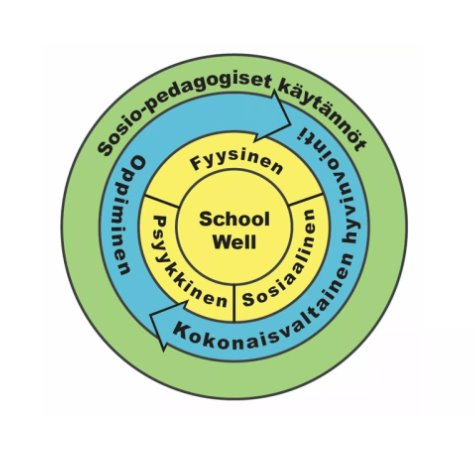 Sosio-pedagogiset käytännöt
Oppiminen
Kokonaisvaltainen hyvinvointi
Fyysinen
Psyykkinen
Sosiaalinen
School
Well